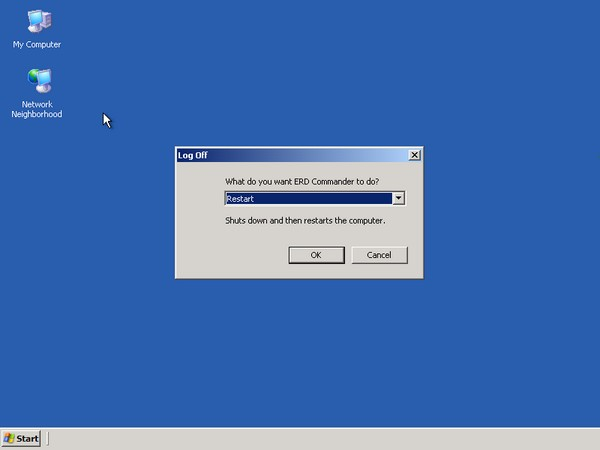 My Computer
Network
Neighborhood
Log Off
What do you want ERD Commander to do?
Restart
Shuts down and then restarts the computer.
OK
Cancel
Start